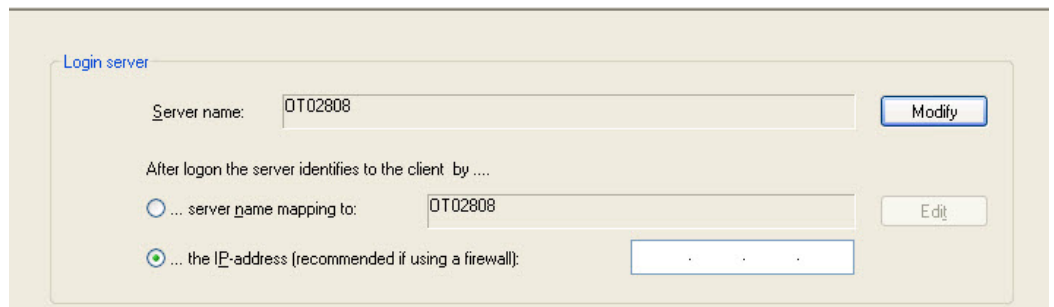 Login server
Server name: OT02808 Modify
After logon the server identifies to the client by ....
... server name mapping to: OT02808 Edit
... the IP-address (recommended if using a firewall): . . .